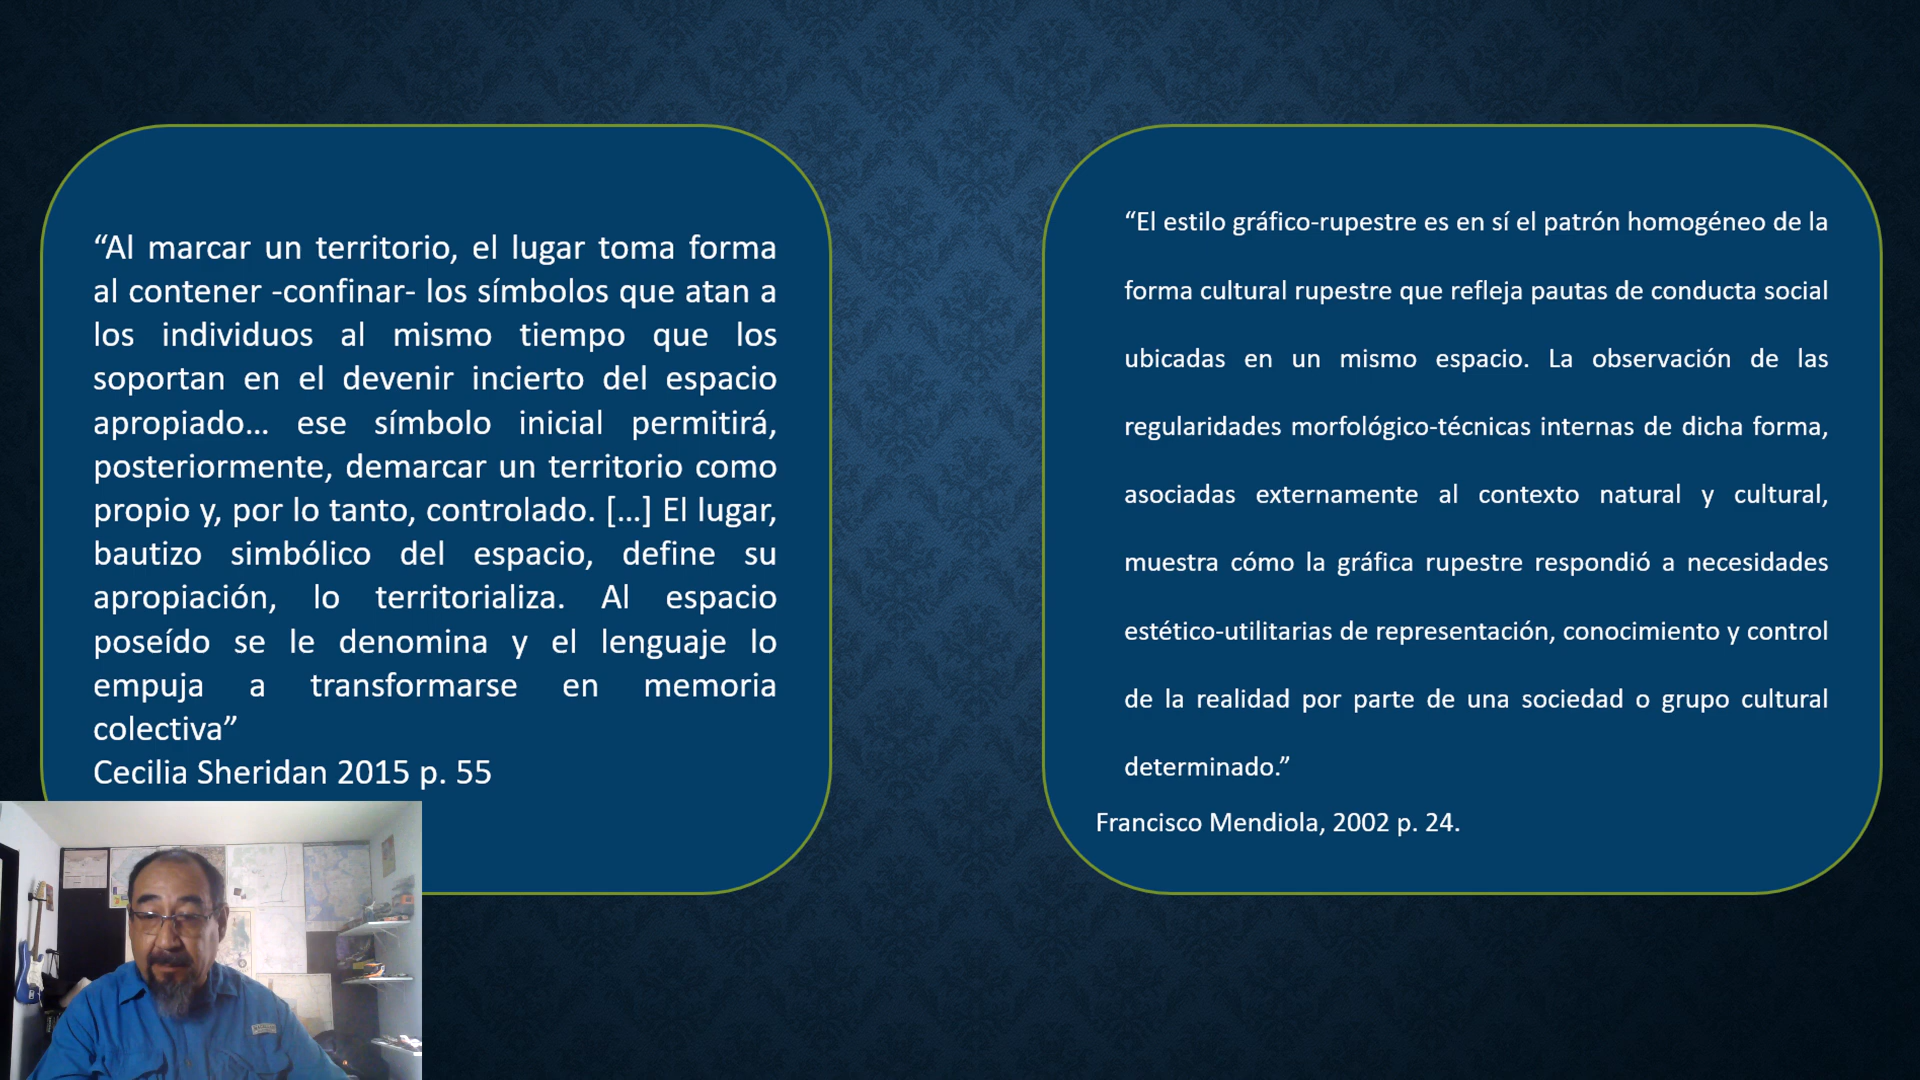 “Al marcar un territorio, el lugar toma forma
al contener -confinar- los símbolos que atan a
los individuos al mismo tiempo que los
soportan en el devenir incierto del espacio
apropiado... ese símbolo inicial permitirá,
posteriormente, demarcar un territorio como
propio y, por lo tanto, controlado. [...] El lugar,
bautizo simbólico del espacio, define su
apropiación, lo territorializa. Al espacio
poseído se le denomina y el lenguaje lo
empuja a transformarse en memoria
colectiva”
Cecilia Sheridan 2015 p. 55
“El estilo gráfico-rupestre es en sí el patrón homogéneo de la
forma cultural rupestre que refleja pautas de conducta social
ubicadas en un mismo espacio. La observación de las
regularidades morfológico-técnicas internas de dicha forma,
asociadas externamente al contexto natural y cultural,
muestra cómo la gráfica rupestre respondió a necesidades
estético-utilitarias de representación, conocimiento y control
de la realidad por parte de una sociedad o grupo cultural
determinado.”
Francisco Mendiola, 2002 p. 24.